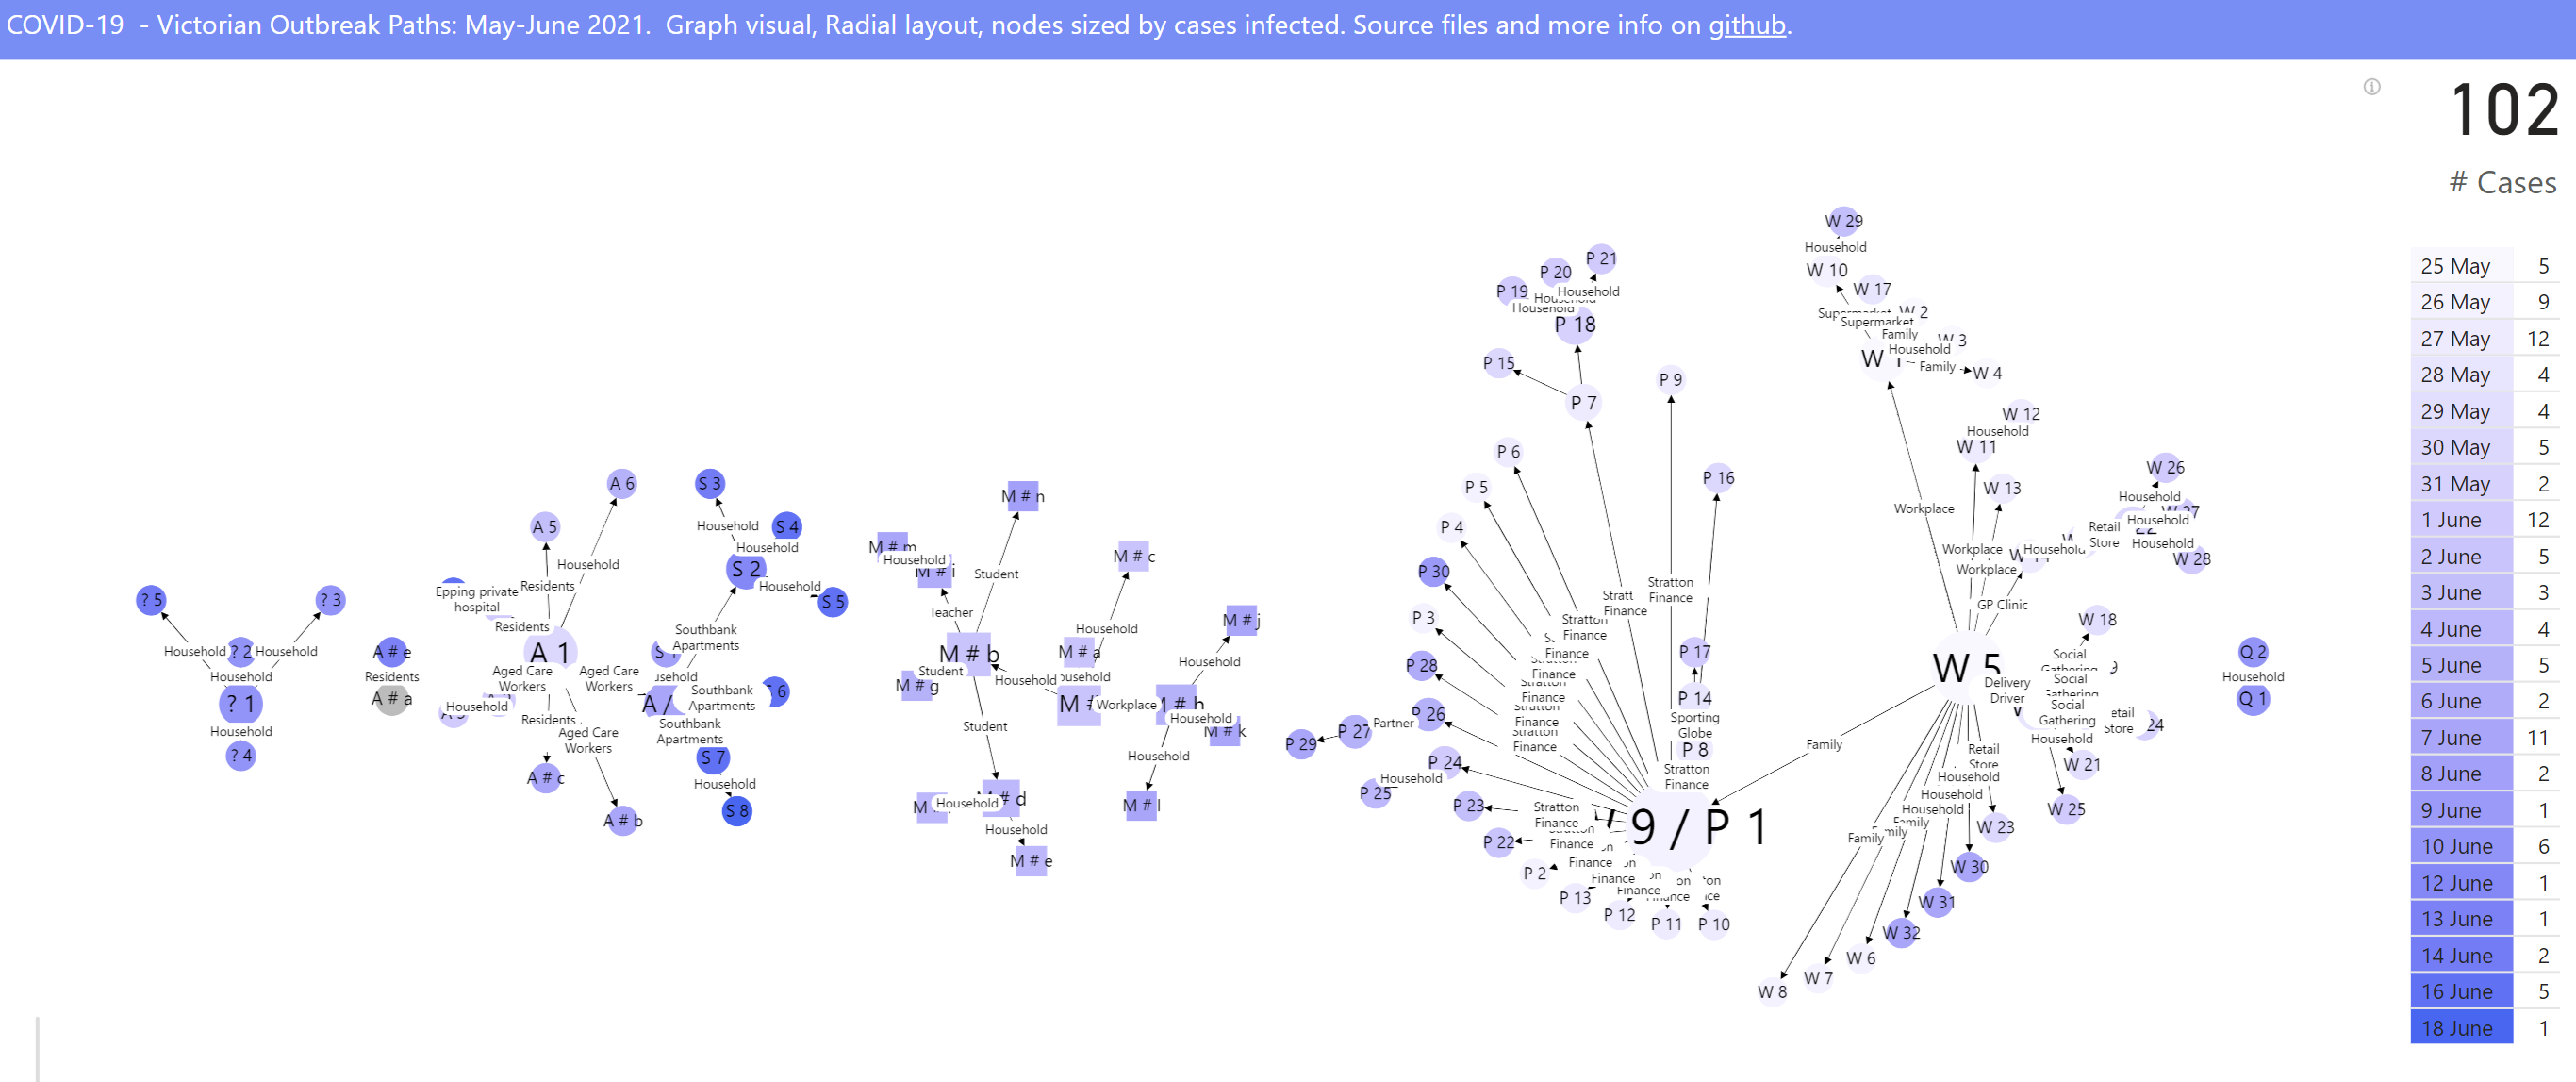 COVID-19 - Victorian Outbreak Paths: May-June 2021. Graph visual, Radial layout, nodes sized by cases infected. Source files and more info on github.
102
# Cases
25 May 5
26 May 9
27 May 12
28 May 4
29 May 4
30 May 5
31 May 2
1 June 12
2 June 5
3 June 3
4 June 4
5 June 5
6 June 2
7 June 11
8 June 2
9 June 1
10 June 6
12 June 1
13 June 1
14 June 2
16 June 5
18 June 1
? 5
? 3
Household
? 2
Household
Household
? 1
Household
? 4
A # e
Residents
A # a
A 6
A 5
Household
Epping private
hospital
Residents
Residents
A 1
Aged Care
Workers
Aged Care
Workers
Household
Residents
Aged Care
Workers
A # c
A # b
S 3
S 4
Household
Household
S 2
Household
S 5
Southbank
Apartments
Southbank
Apartments
6
Southbank
Apartments
S 7
Household
S 8
M # n
M # m
Household
M # i
Student
Teacher
M # b
Student
M # g
Household
Student
Household
# d
Household
M # e
M # c
Household
M # a
Workplace
M # j
Household
# h
Household
M # k
Household
M # l
P 21
P 20
P 19
Household
Household
P 18
P 15
P 7
P 9
P 6
P 5
P 16
P 4
P 30
P 3
P 28
P 26
P 27
Partner
P 29
P 24
Household
P 25
P 23
P 22
P 2
P 13
P 12
P 11
P 10
Stratton
Finance
Finance
Stratton
Finance
Finance
Finance
Finance
Finance
Stratton
Finance
Stratton
Finance
Finance
Finance
Finance
P 17
P 14
Sporting
Globe
P 8
Stratton
Finance
9 / P 1
Family
W 29
Household
W 10
W 17
Supermarket
W 2
Family
W 3
Household
Family
W 4
Workplace
W 12
Household
W 11
W 13
Workplace
Workplace
Household
GP Clinic
Retail
Store
W 26
Household
Household
Household
W 28
W 18
W 5
Delivery
Driver
Social
Gathering
Social
Social
Gathering
Household
Store
24
W 21
W 25
Retail
Store
Household
Household
Household
Family
Family
W 23
W 30
W 31
W 32
W 6
W 7
W 8
Q 2
Household
Q 1